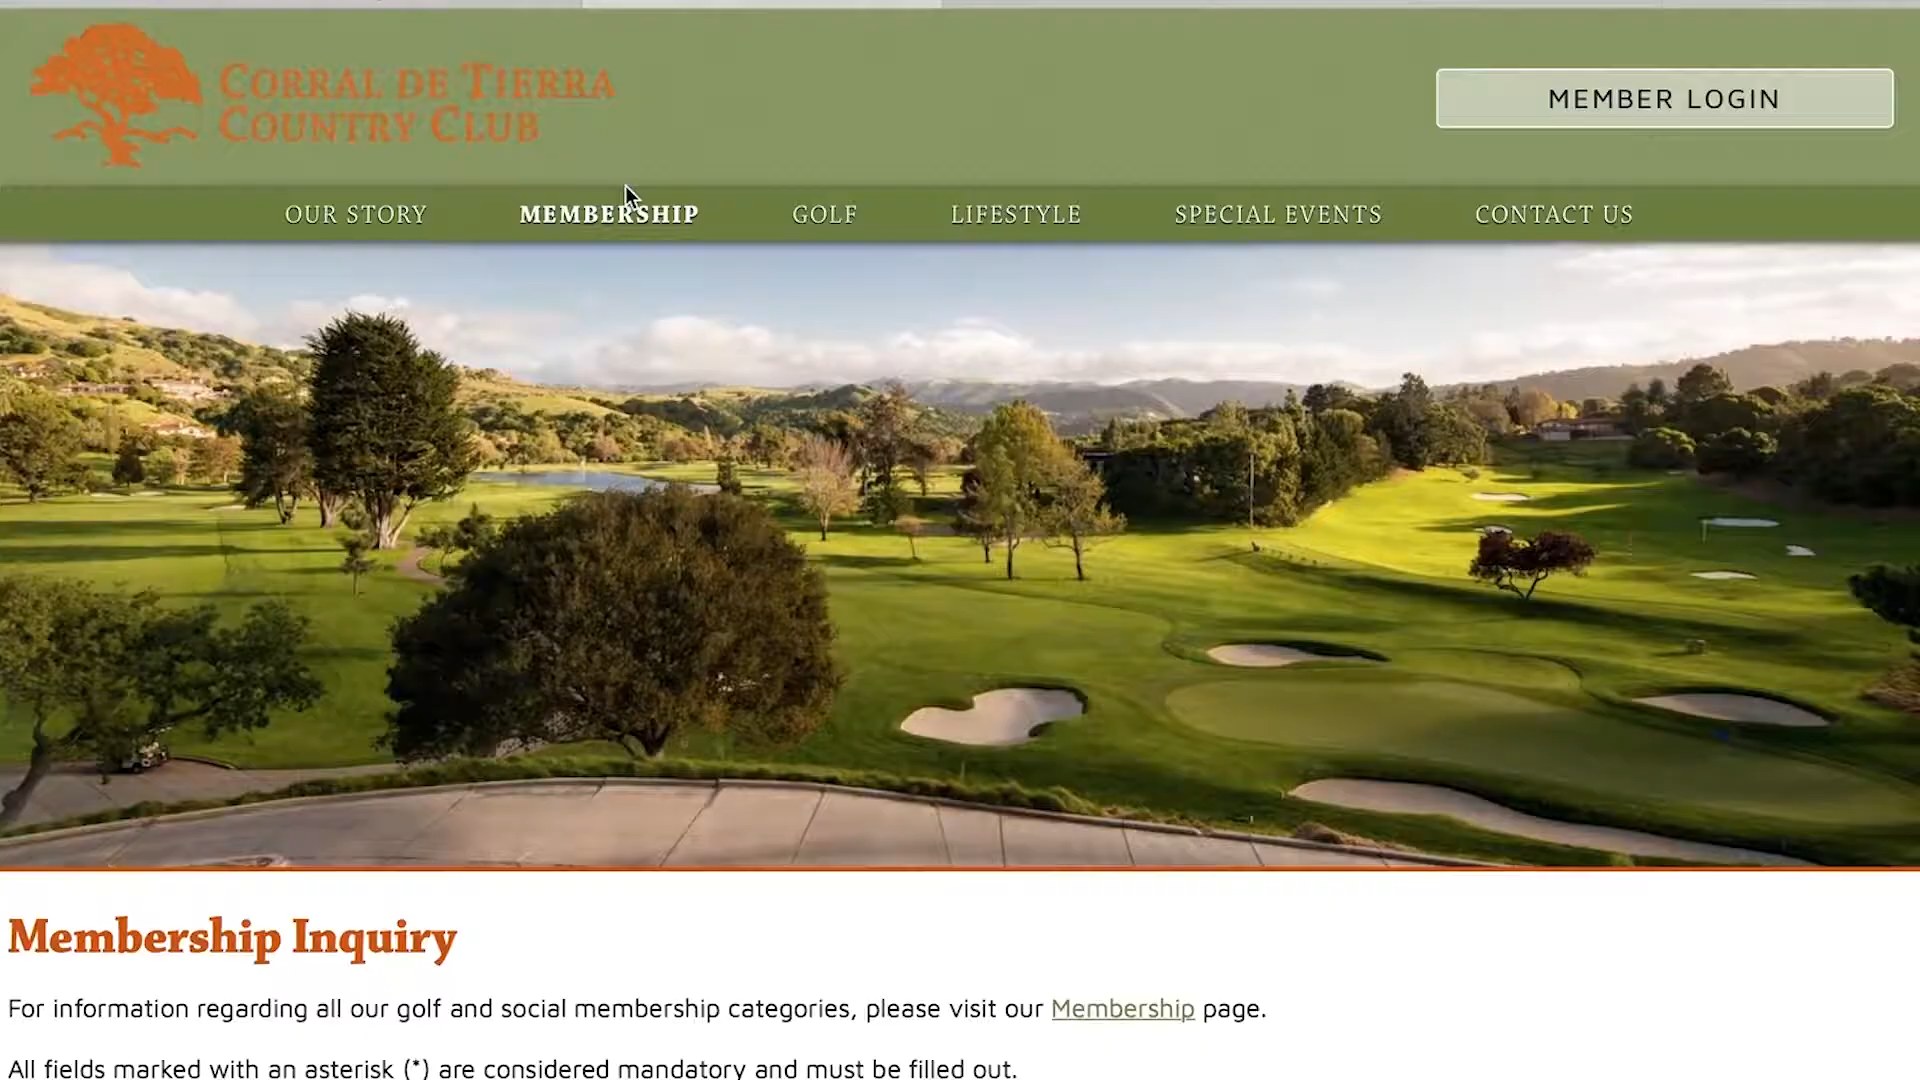 CORRAL DE TIERRA
COUNTRY CLUB
MEMBER LOGIN
OUR STORY
MEMBERSHIP
GOLF
LIFESTYLE
SPECIAL EVENTS
CONTACT US
Membership Inquiry
For information regarding all our golf and social membership categories, please visit our Membership page.
All fields marked with an asterisk (*) are considered mandatory and must be filled out.